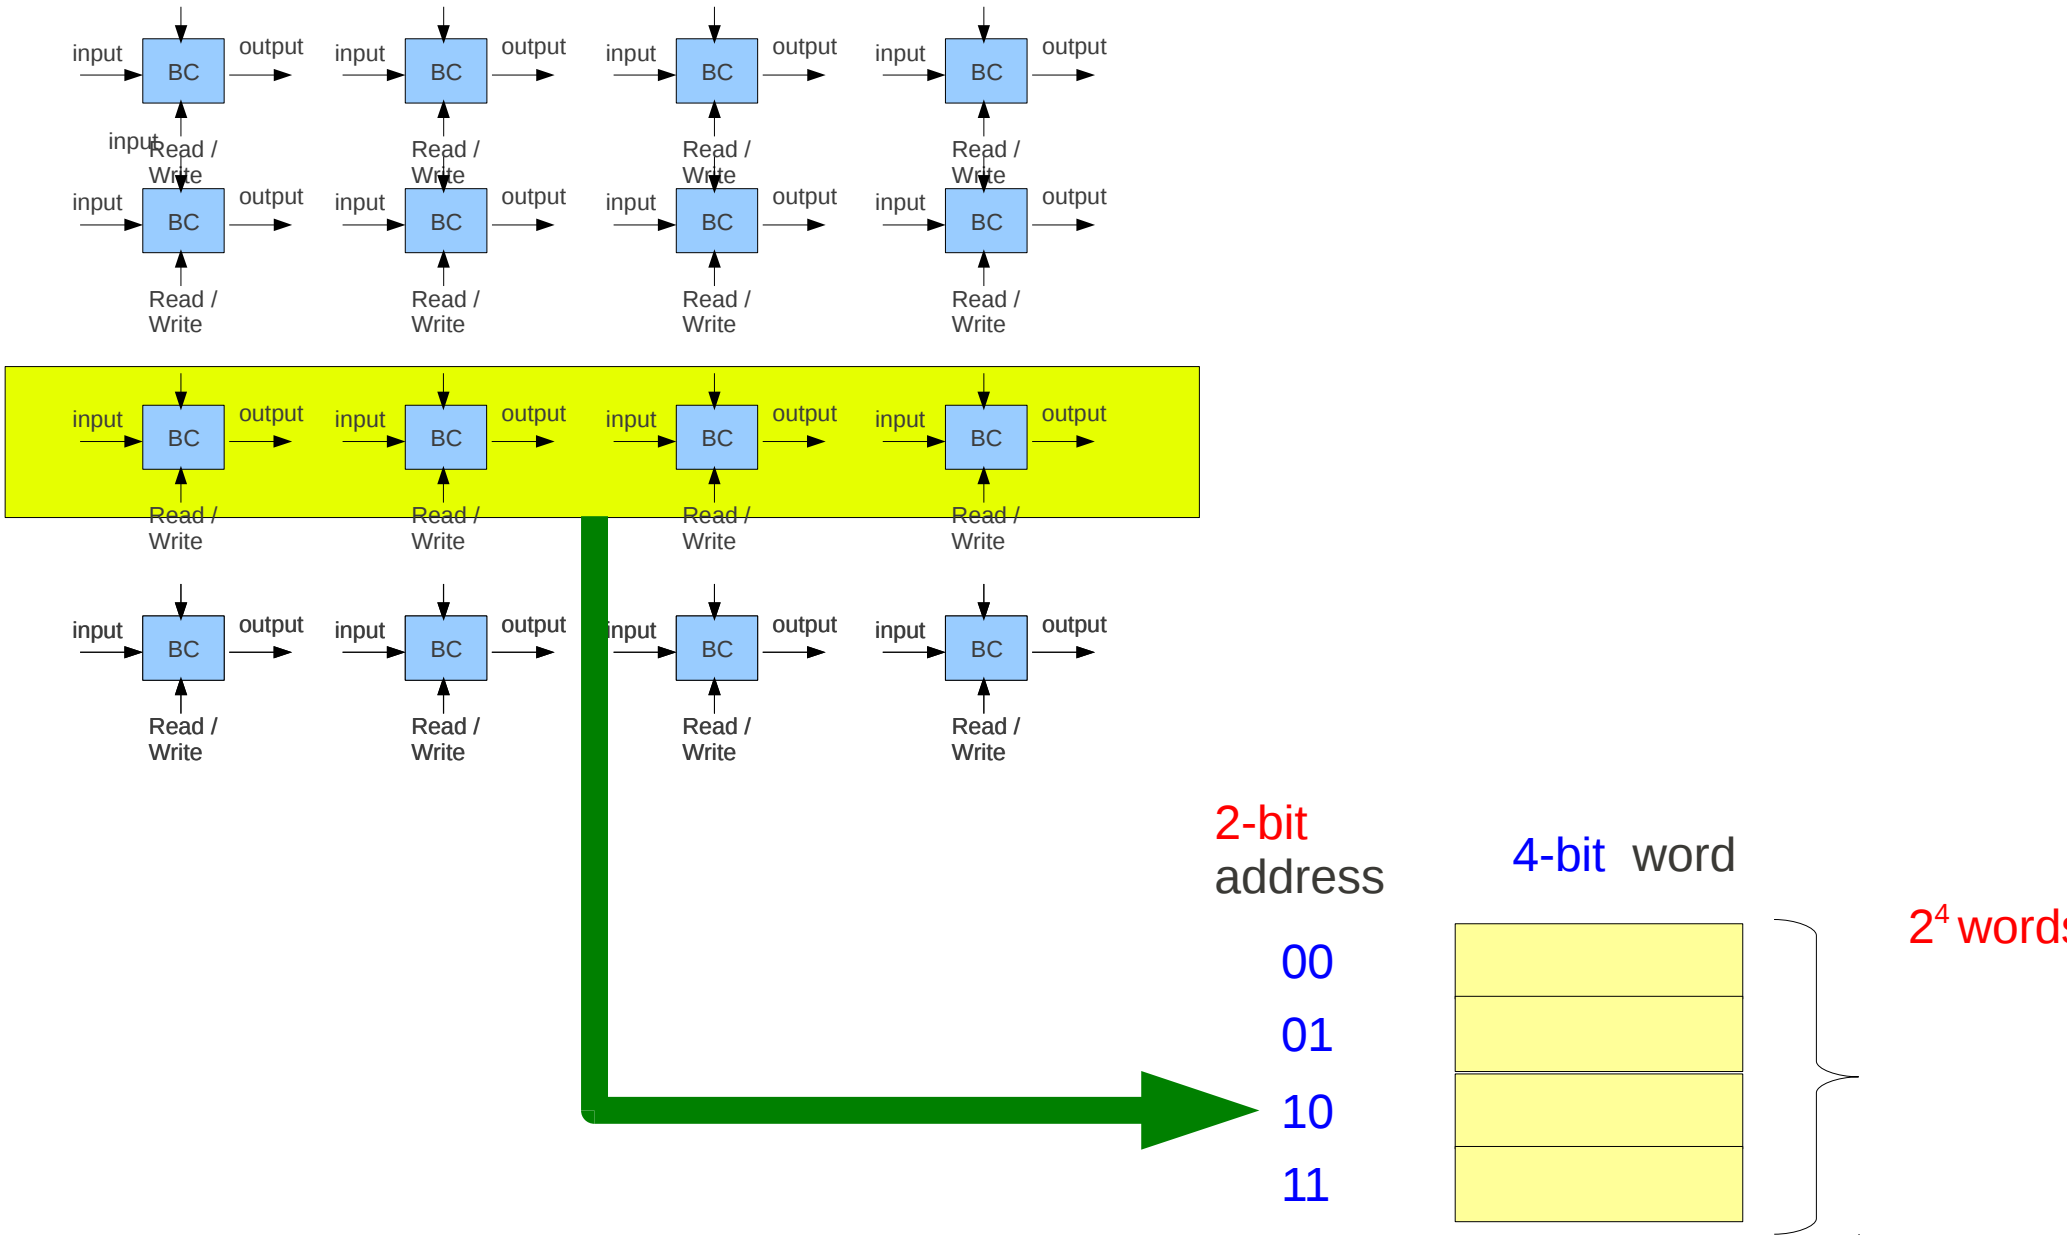 input output input output input output input output
BC BC BC BC
input
Read / Read / Read / Read /
Write Write Write Write
input output input output input output input output
BC BC BC BC
Read / Read / Read / Read /
Write Write Write Write
input output input output input output input output
BC BC BC BC
Read / Read / Read / Read /
Write Write Write Write
input output input output input output input output
BC BC BC BC
Read / Read / Read / Read /
Write Write Write Write
2-bit
address
4-bit word
2⁴ words
00
01
10
11